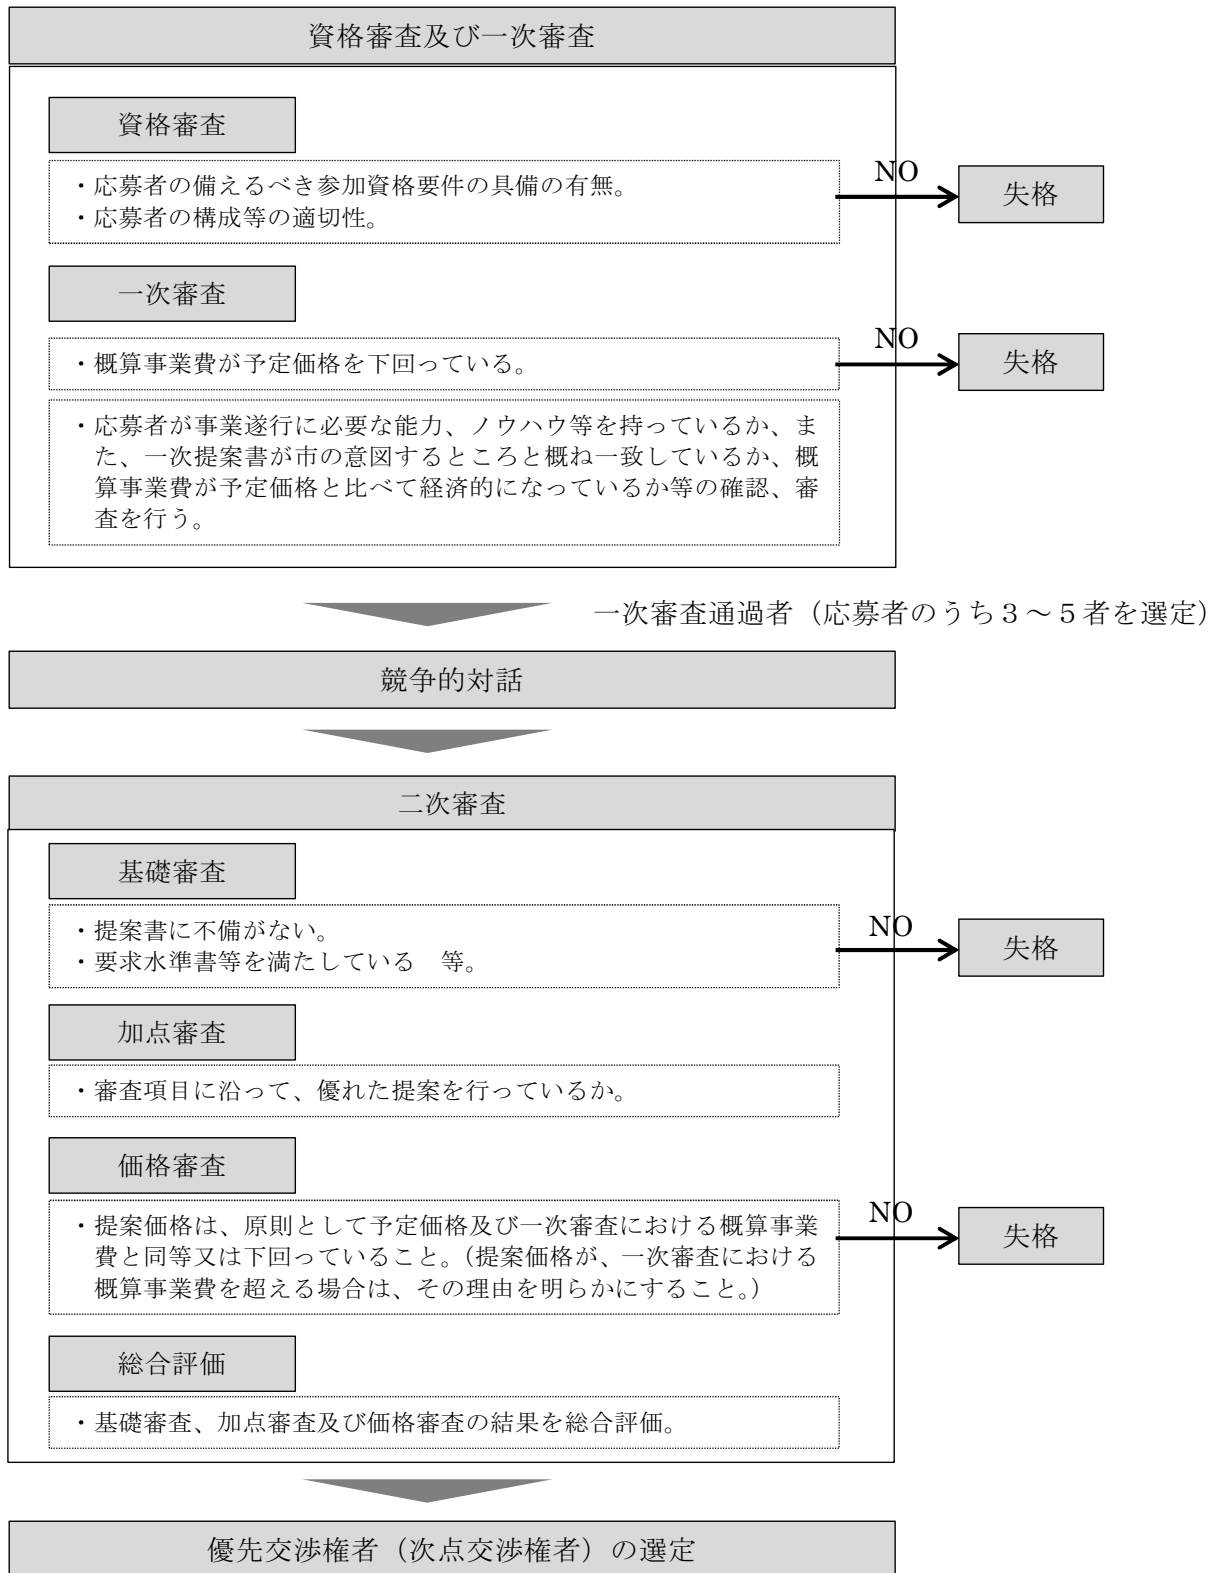 資格審査及び一次審査
資格審査
・応募者の備えるべき参加資格要件の具備の有無。
・応募者の構成等の適切性。
NO
失格
一次審査
・概算事業費が予定価格を下回っている。
NO
失格
・応募者が事業遂行に必要な能力、ノウハウ等を持っているか、ま
た、一次提案書が市の意図するところと概ね一致しているか、概
算事業費が予定価格と比べて経済的になっているか等の確認、審
査を行う。
一次審査通過者（応募者のうち３～５者を選定）
競争的対話
二次審査
基礎審査
・提案書に不備がない。
・要求水準書等を満たしている　等。
NO
失格
加点審査
・審査項目に沿って、優れた提案を行っているか。
価格審査
・提案価格は、原則として予定価格及び一次審査における概算事業
費と同等又は下回っていること。（提案価格が、一次審査における
概算事業費を超える場合は、その理由を明らかにすること。）
NO
失格
総合評価
・基礎審査、加点審査及び価格審査の結果を総合評価。
優先交渉権者（次点交渉権者）の選定